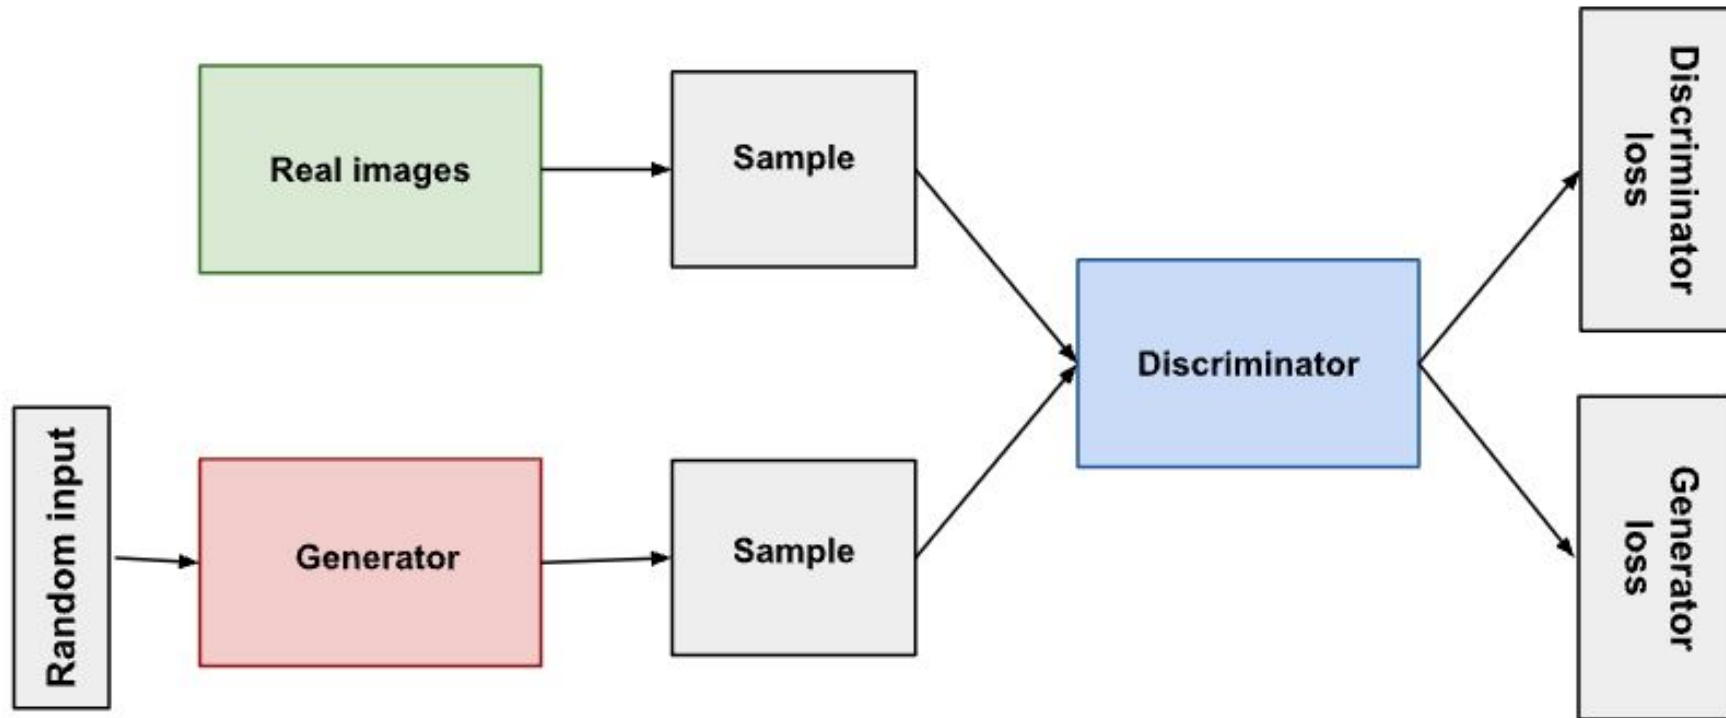 Real images
Sample
Discriminator
loss
Discriminator
Random input
Generator
Sample
Generator
loss